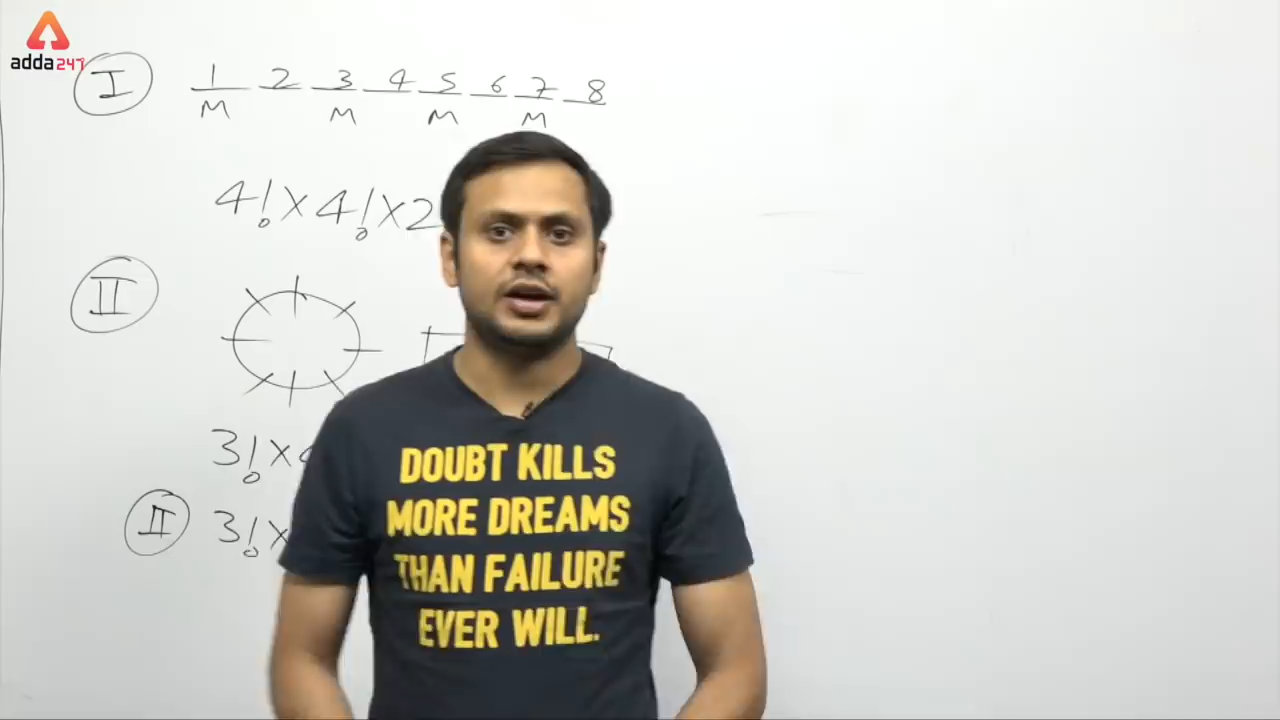 adda247
I 1 2 3 4 5 6 7 8
M M M M
4! X 4! X 2
II
3! X
II 3! X
DOUBT KILLS
MORE DREAMS
THAN FAILURE
EVER WILL.